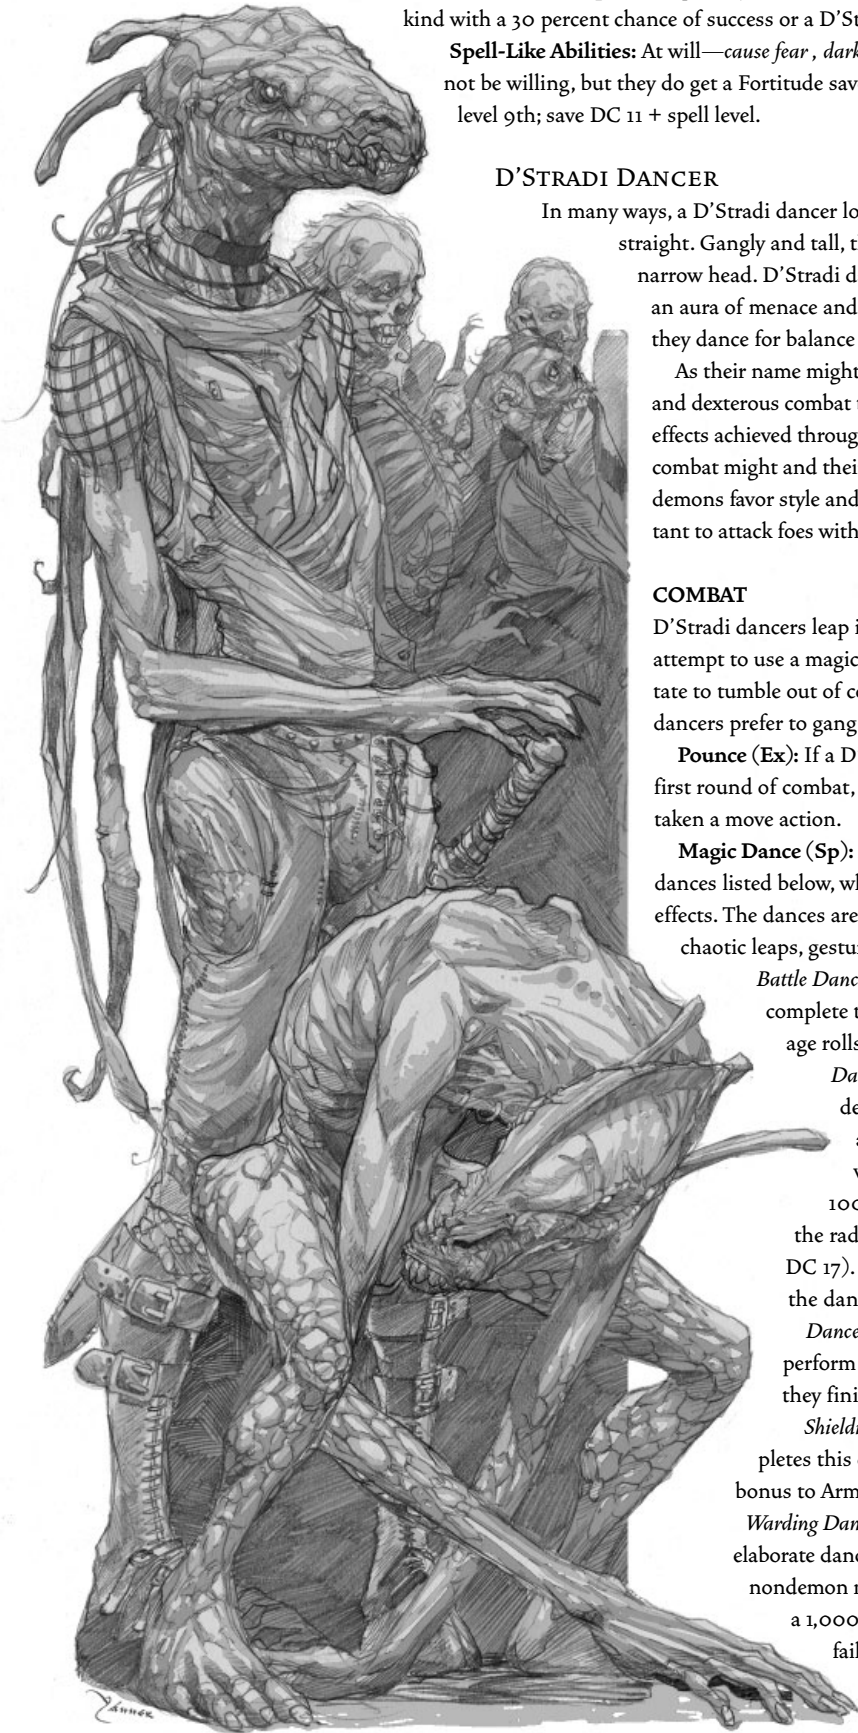 kind with a 30 percent chance of success or a D'St
Spell-Like Abilities: At will—cause fear, dark
not be willing, but they do get a Fortitude sav
level 9th; save DC 11 + spell level.
D'Stradi Dancer
In many ways, a D'Stradi dancer lo
straight. Gangly and tall, t
narrow head. D'Stradi d
an aura of menace and
they dance for balance
As their name might
and dexterous combat
effects achieved throug
combat might and their
demons favor style and
tant to attack foes with
COMBAT
D'Stradi dancers leap i
attempt to use a magic
tate to tumble out of c
dancers prefer to gang
Pounce (Ex): If a D
first round of combat,
taken a move action.
Magic Dance (Sp):
dances listed below, wh
effects. The dances are
chaotic leaps, gestu
Battle Danc
complete t
age rolls
Da
de
a
v
100
the rad
DC 17).
the dan
Dance
perform
they fini
Shield
pletes this
bonus to Arm
Warding Dan
elaborate danc
nondemon
a 1,000
fail